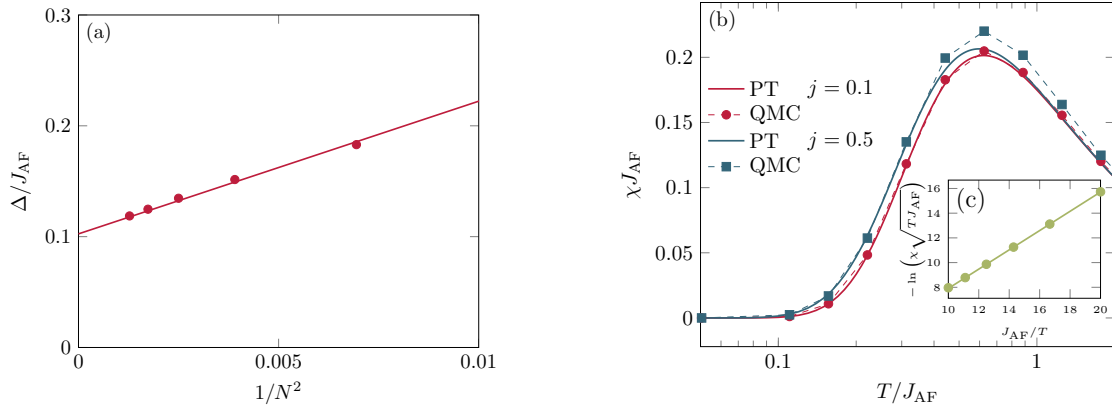 (a)
0.3
0.2
0.1
0
Δ/J_AF
0
0.005
0.01
1/N²
(b)
0.2
0.15
0.1
0.05
0
χJ_AF
PT j = 0.1
QMC
PT j = 0.5
QMC
0.1
1
T/J_AF
(c)
16
14
12
10
8
− ln (χ√TJ_AF)
10
12
14
16
18
20
J_AF/T